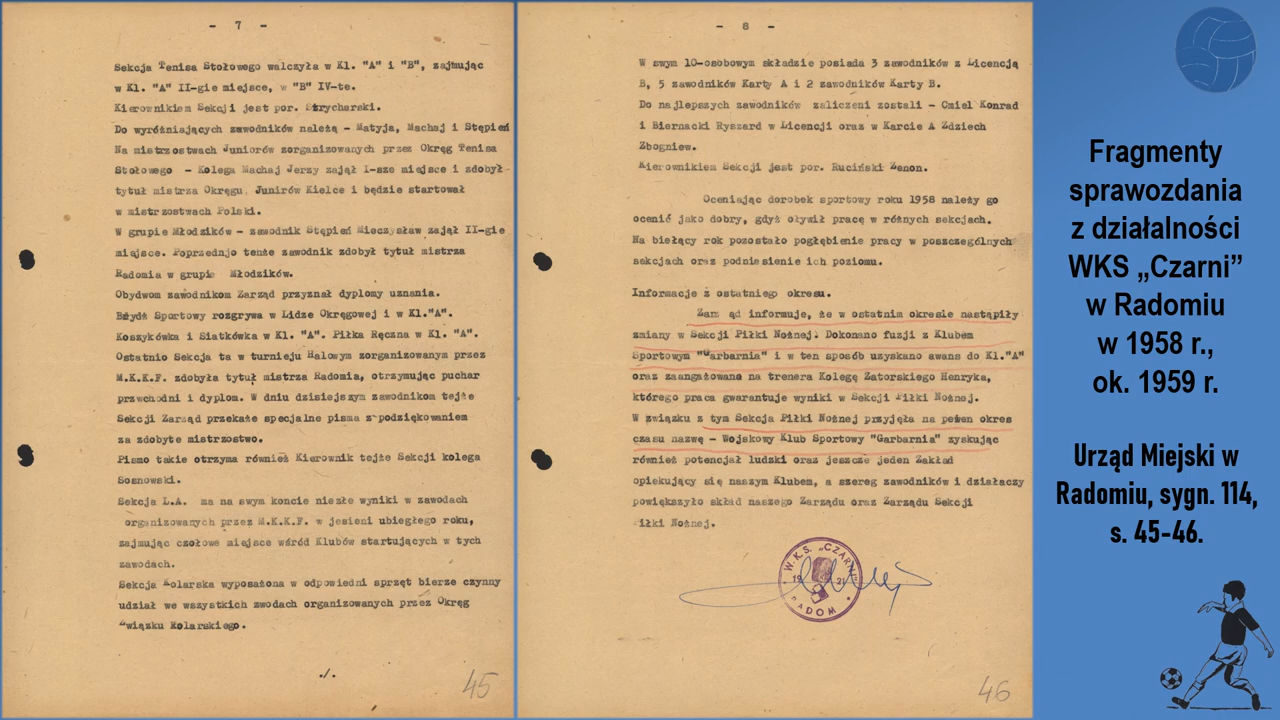 - 7 -
Sekcja Tenisa Stołowego walczyła w Kl. "A" i "B", zajmując
w Kl. "A" II-gie miejsce, w "B" IV-te.
Kierownikiem Sekcji jest por. Strycharski.
Do wyróżniających zawodników należą - Matyja, Machaj i Stępień
Na mistrzostwach Juniorów zorganizowanych przez Okręg Tenisa
Stołowego - Kolega Machaj Jerzy zajął I-sze miejsce i zdobył
tytuł mistrza Okręgu Junirów Kielce i będzie startował
w mistrzostwach Polski.
W grupie Młodzików - zawodnik Stępień Mieczysław zajął II-gie
miejsce. Poprzednjo tenże zawodnik zdobył tytuł mistrza
Radomia w grupie Młodzików.
Obydwom zawodnikom Zarząd przyznał dyplomy uznania.
Brydż Sportowy rozgrywa w Lidze Okręgowej i w Kl."A".
Koszykówka i Siatkówka w Kl. "A". Piłka Ręczna w Kl. "A".
Ostatnio Sekcja ta w turnieju Halowym zorganizowanym przez
M.K.K.F. zdobyła tytuł mistrza Radomia, otrzymując puchar
przwchodni i dyplom. W dniu dzisiejszym zawodnikom tejże
Sekcji Zarząd przekaże specjalne pisma z podziękowaniem
za zdobyte mistrzostwo.
Pismo takie otrzyma również Kierownik tejże Sekcji kolega
Sosnowski.
Sekcja L.A. ma na swym koncie niezłe wyniki w zawodach
organizowanych przez M.K.K.F. w jesieni ubiegłego roku,
zajmując czołowe miejsce wśród Klubów startujących w tych
zawodach.
Sekcja Kolarska wyposażona w odpowiedni sprzęt bierze czynny
udział we wszystkich zwodach organizowanych przez Okręg
Związku Kolarskiego.
./.
45
- 8 -
W swym 10-osobowym składzie posiada 3 zawodników z Licencją
B, 5 zawodników Karty A i 2 zawodników Karty B.
Do najlepszych zawodników zaliczeni zostali - Cmiel Konrad
i Biernacki Ryszard w Licencji oraz w Karcie A Zdziech
Zbogniew.
Kierownikiem Sekcji jest por. Ruciński Zenon.
Oceniając dorobek sportowy roku 1958 należy go
ocenić jako dobry, gdyż ożywił pracę w różnych sekcjach.
Na bieżący rok pozostało pogłębienie pracy w poszczególnych
sekcjach oraz podniesienie ich poziomu.
Informacje z ostatniego okresu.
Zarz ąd informuje, że w ostatnim okresie nastąpiły
zmiany w Sekcji Piłki Nożnej. Dokonano fuzji z Klubem
Sportowym "Garbarnia" i w ten sposób uzyskano awans do Kl."A"
oraz zaangażowana na trenera Kolegę Zatorskiego Henryka,
którego praca gwarantuje wyniki w Sekcji Piłki Nożnej.
W związku z tym Sekcja Piłki Nożnej przyjęła na pewen okres
czasu nazwę - Wojskowy Klub Sportowy "Garbarnia" zyskując
również potencjał ludzki oraz jeszcze jeden Zakład
opiekujący się naszym Klubem, a szereg zawodników i działaczy
powiększyło skład naszego Zarządu oraz Zarządu Sekcji
iłki Nożnej.
W.K.S. „CZARNI"
19 21
RADOM
46
Fragmenty
sprawozdania
z działalności
WKS „Czarni”
w Radomiu
w 1958 r.,
ok. 1959 r.
Urząd Miejski w
Radomiu, sygn. 114,
s. 45-46.